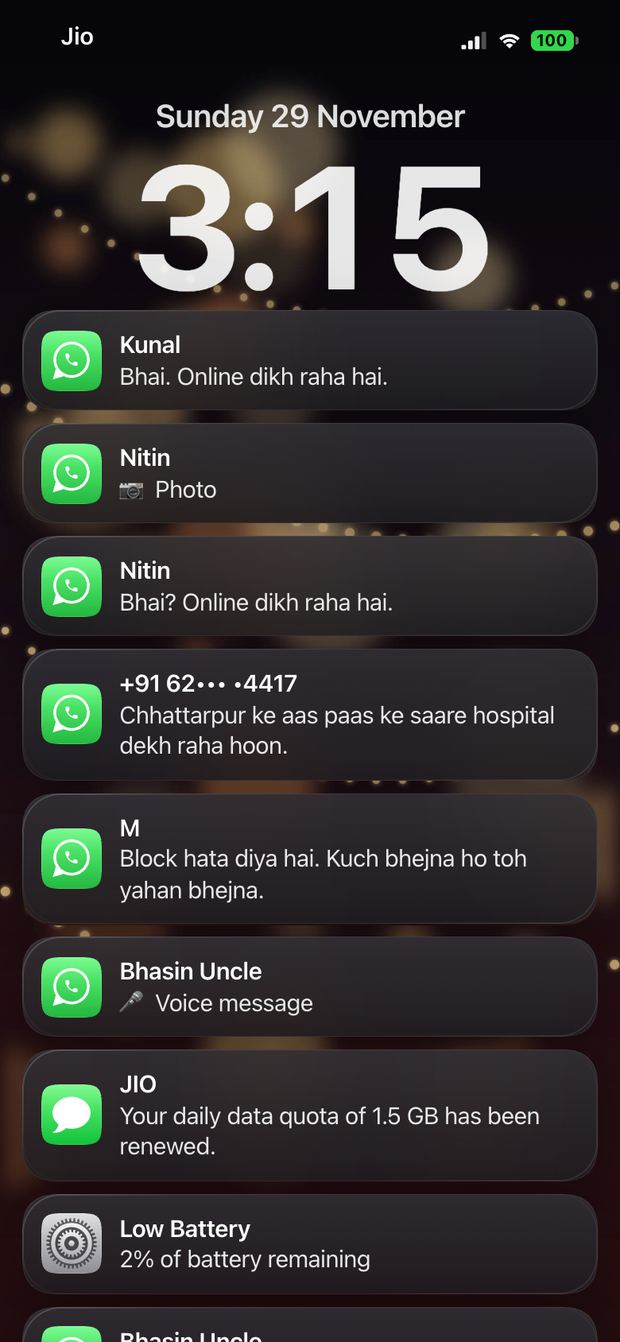 Jio
100
Sunday 29 November
3:15
Kunal
Bhai. Online dikh raha hai.
Nitin
📷 Photo
Nitin
Bhai? Online dikh raha hai.
+91 62••• •4417
Chhattarpur ke aas paas ke saare hospital
dekh raha hoon.
M
Block hata diya hai. Kuch bhejna ho toh
yahan bhejna.
Bhasin Uncle
🎤 Voice message
JIO
Your daily data quota of 1.5 GB has been
renewed.
Low Battery
2% of battery remaining
Bhasin Uncle